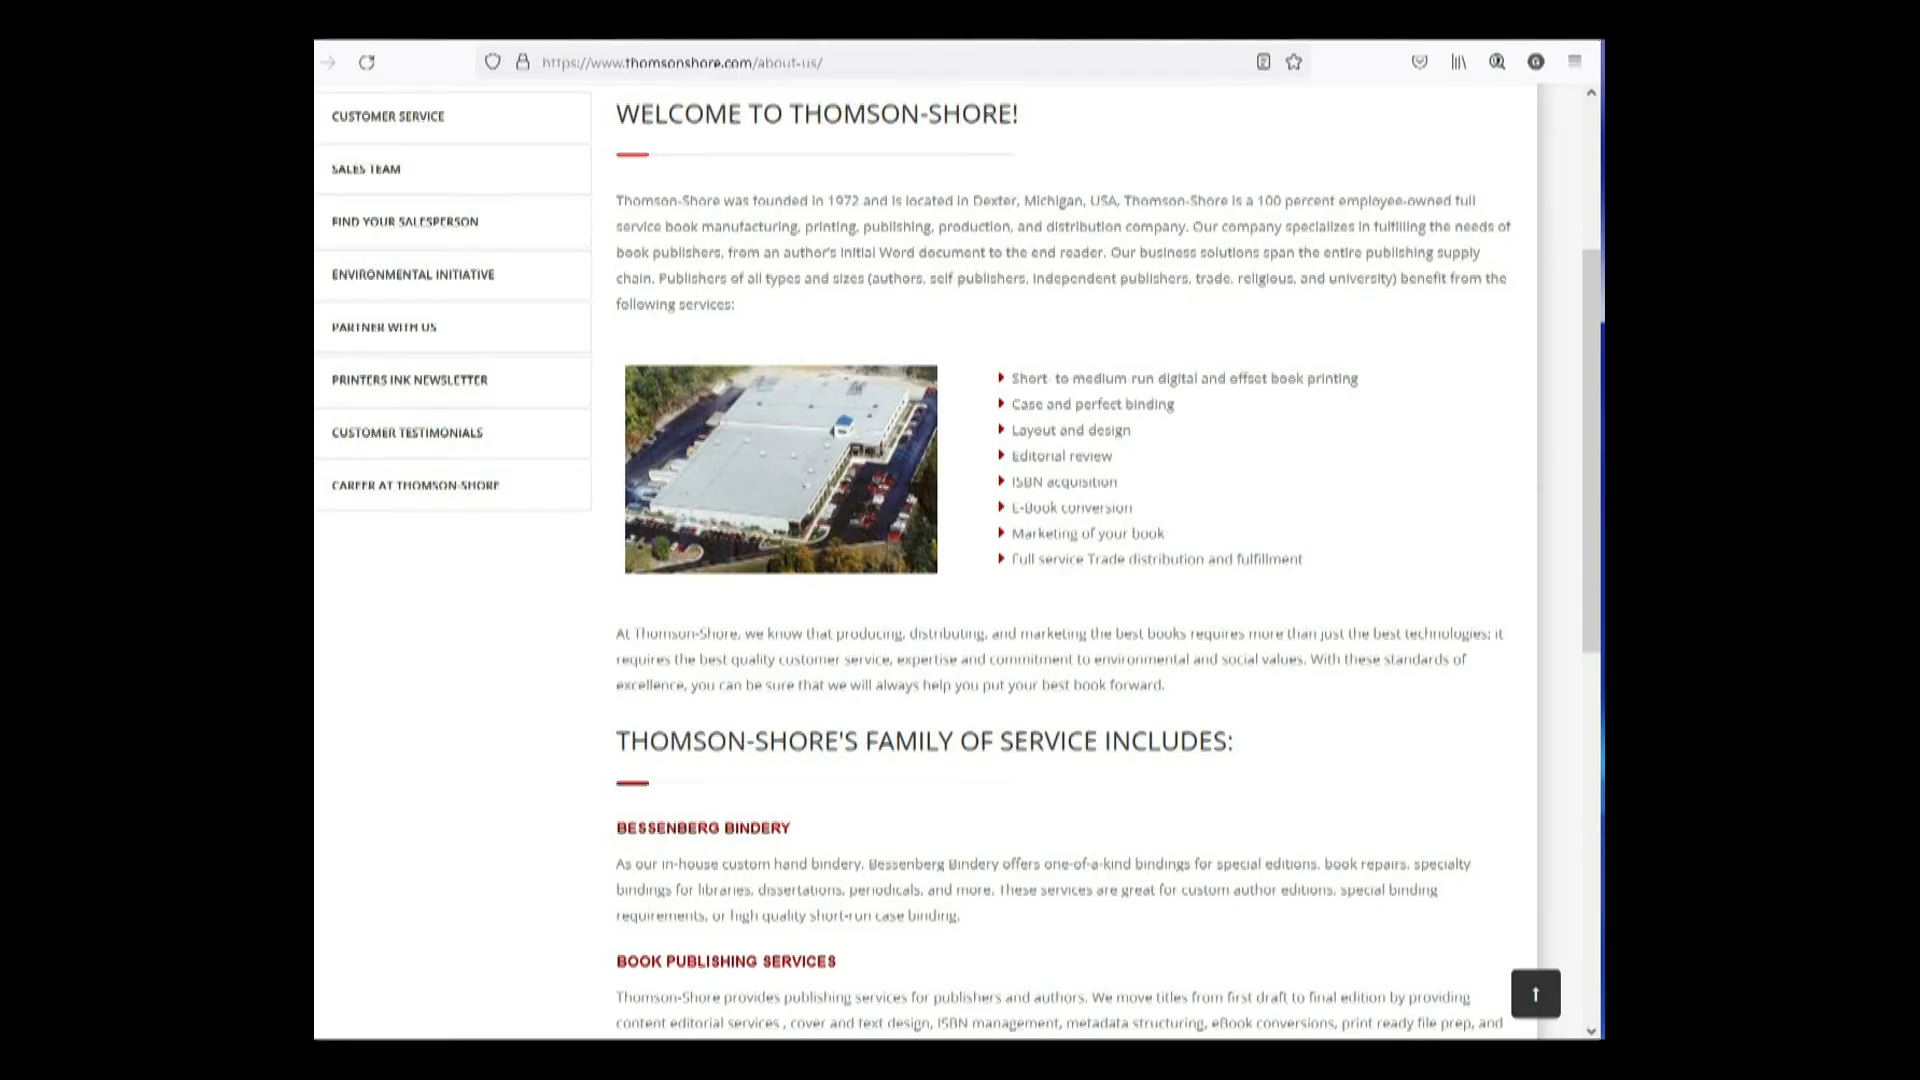 https://www.thomsonshore.com/about-us/
CUSTOMER SERVICE
SALES TEAM
FIND YOUR SALESPERSON
ENVIRONMENTAL INITIATIVE
PARTNER WITH US
PRINTERS INK NEWSLETTER
CUSTOMER TESTIMONIALS
CAREER AT THOMSON-SHORE
WELCOME TO THOMSON-SHORE!
Thomson-Shore was founded in 1972 and is located in Dexter, Michigan, USA, Thomson-Shore is a 100 percent employee-owned full
service book manufacturing, printing, publishing, production, and distribution company. Our company specializes in fulfilling the needs of
book publishers, from an author's initial Word document to the end reader. Our business solutions span the entire publishing supply
chain. Publishers of all types and sizes (authors, self publishers, independent publishers, trade, religious, and university) benefit from the
following services:
Short- to medium-run digital and offset book printing
Case and perfect binding
Layout and design
Editorial review
ISBN acquisition
E-Book conversion
Marketing of your book
Full service Trade distribution and fulfillment
At Thomson-Shore, we know that producing, distributing, and marketing the best books requires more than just the best technologies; it
requires the best quality customer service, expertise and commitment to environmental and social values. With these standards of
excellence, you can be sure that we will always help you put your best book forward.
THOMSON-SHORE'S FAMILY OF SERVICE INCLUDES:
BESSENBERG BINDERY
As our in-house custom hand bindery, Bessenberg Bindery offers one-of-a-kind bindings for special editions, book repairs, specialty
bindings for libraries, dissertations, periodicals, and more. These services are great for custom author editions, special binding
requirements, or high quality short-run case binding.
BOOK PUBLISHING SERVICES
Thomson-Shore provides publishing services for publishers and authors. We move titles from first draft to final edition by providing
content editorial services , cover and text design, ISBN management, metadata structuring, eBook conversions, print ready file prep, and